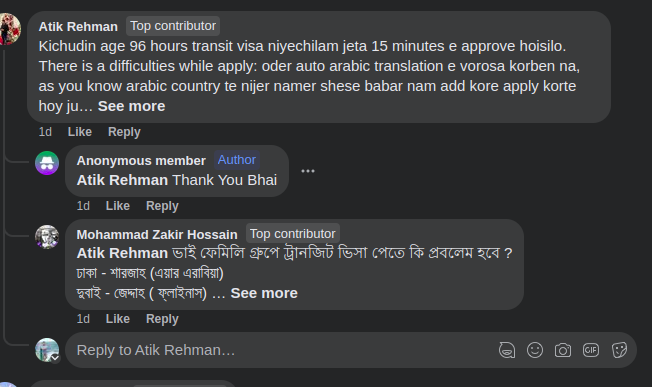 Atik Rehman Top contributor
Kichudin age 96 hours transit visa niyechilam jeta 15 minutes e approve hoisilo.
There is a difficulties while apply: oder auto arabic translation e vorosa korben na,
as you know arabic country te nijer namer shese babar nam add kore apply korte
hoy ju… See more
1d Like Reply
Anonymous member Author
Atik Rehman Thank You Bhai
1d Like Reply
Mohammad Zakir Hossain Top contributor
Atik Rehman ভাই ফেমিলি গ্রুপে ট্রানজিট ভিসা পেতে কি প্রবলেম হবে ?
ঢাকা - শারজাহ (এয়ার এরাবিয়া)
দুবাই - জেদ্দাহ ( ফ্লাইনাস) … See more
1d Like Reply
Reply to Atik Rehman…
GIF